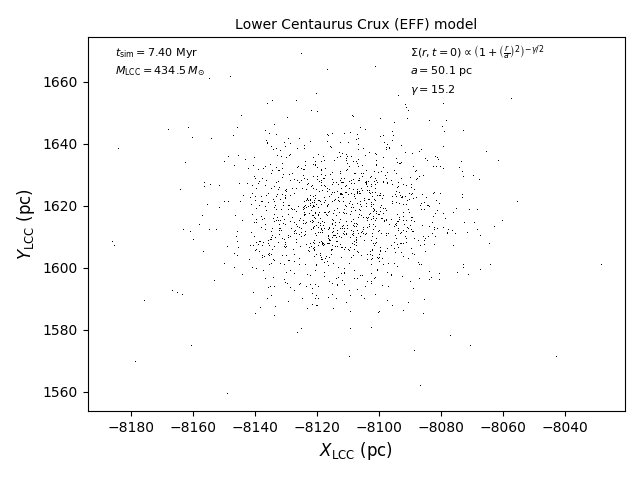 Lower Centaurus Crux (EFF) model
t_sim = 7.40 Myr
M_LCC = 434.5 M_⊙
Σ(r, t = 0) ∝ (1 + (r/a)²)^(−γ/2)
a = 50.1 pc
γ = 15.2
Y_LCC (pc)
1660
1640
1620
1600
1580
1560
−8180 −8160 −8140 −8120 −8100 −8080 −8060 −8040
X_LCC (pc)